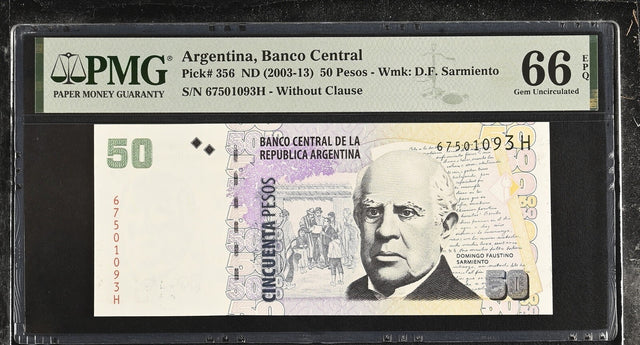 PMG
PAPER MONEY GUARANTY
Argentina, Banco Central
Pick# 356 ND (2003-13) 50 Pesos - Wmk: D.F. Sarmiento
S/N 67501093H - Without Clause
66 EPQ
Gem Uncirculated
50
BANCO CENTRAL DE LA
REPÚBLICA ARGENTINA
67501093H
67501093H
CINCUENTA PESOS
DOMINGO FAUSTINO
SARMIENTO
50